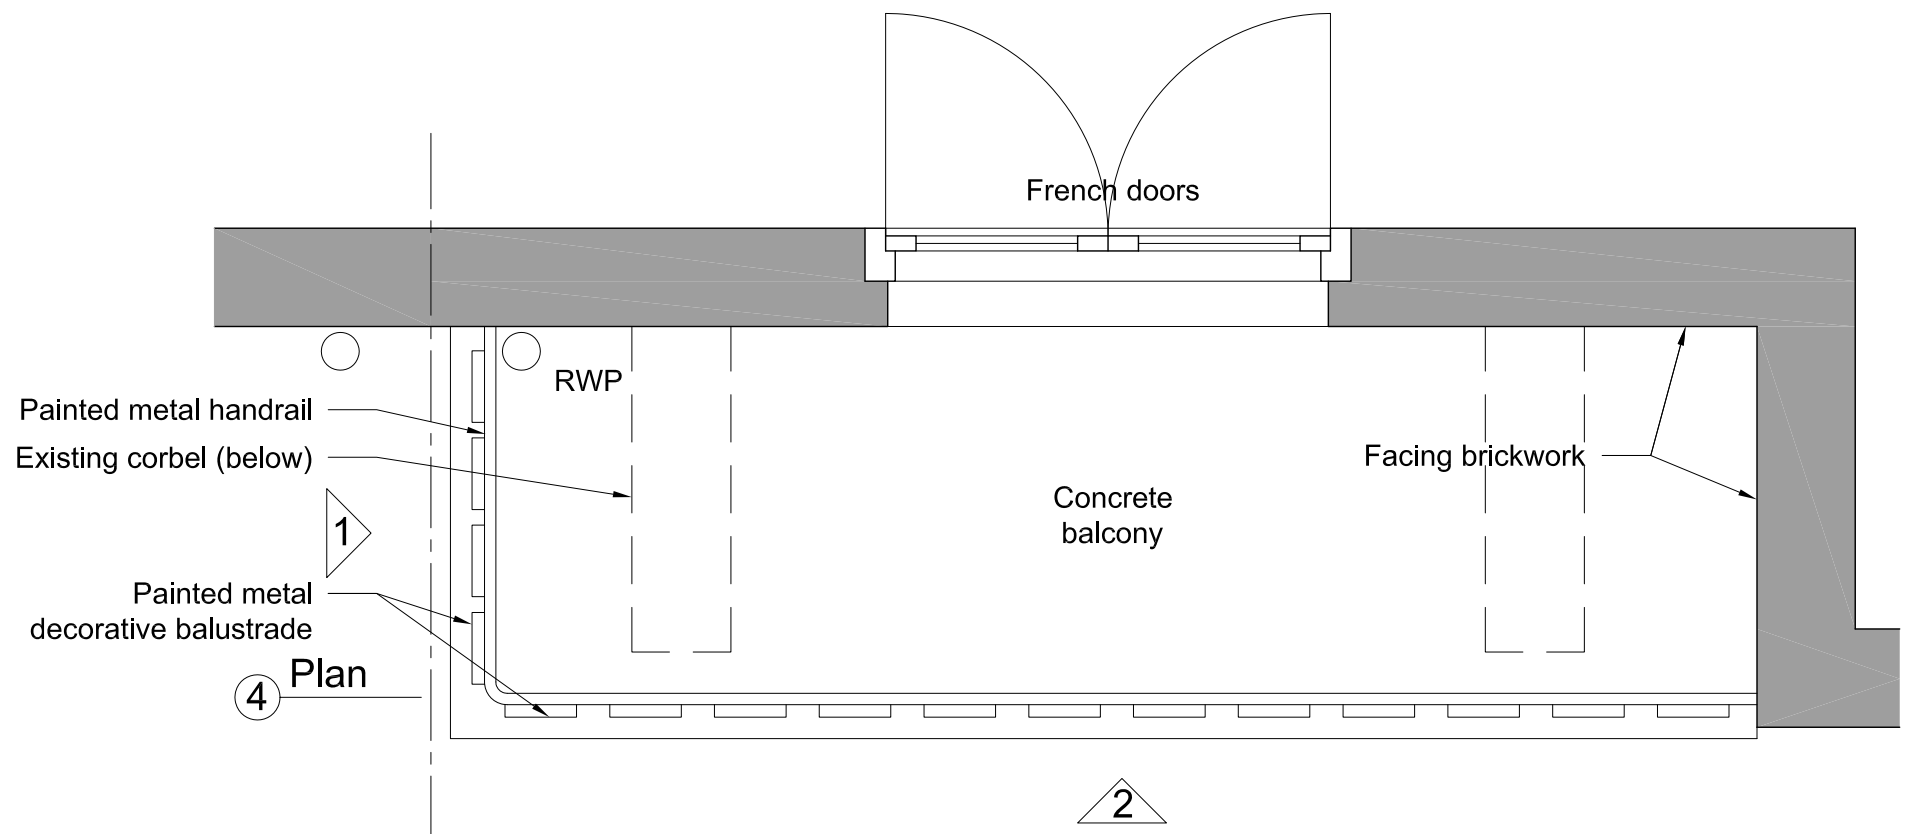 French doors
RWP
Painted metal handrail
Existing corbel (below)
Facing brickwork
Concrete
balcony
1
Painted metal
decorative balustrade
Plan
4
2